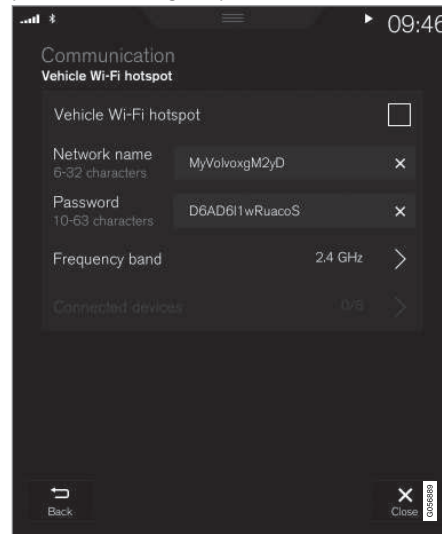 09:46
Communication
Vehicle Wi-Fi hotspot
Vehicle Wi-Fi hotspot
Network name
6-32 characters
MyVolvoxgM2yD
Password
10-63 characters
D6AD6I1wRuacoS
Frequency band
2.4 GHz
Connected devices
0/8
Back
Close
G056889